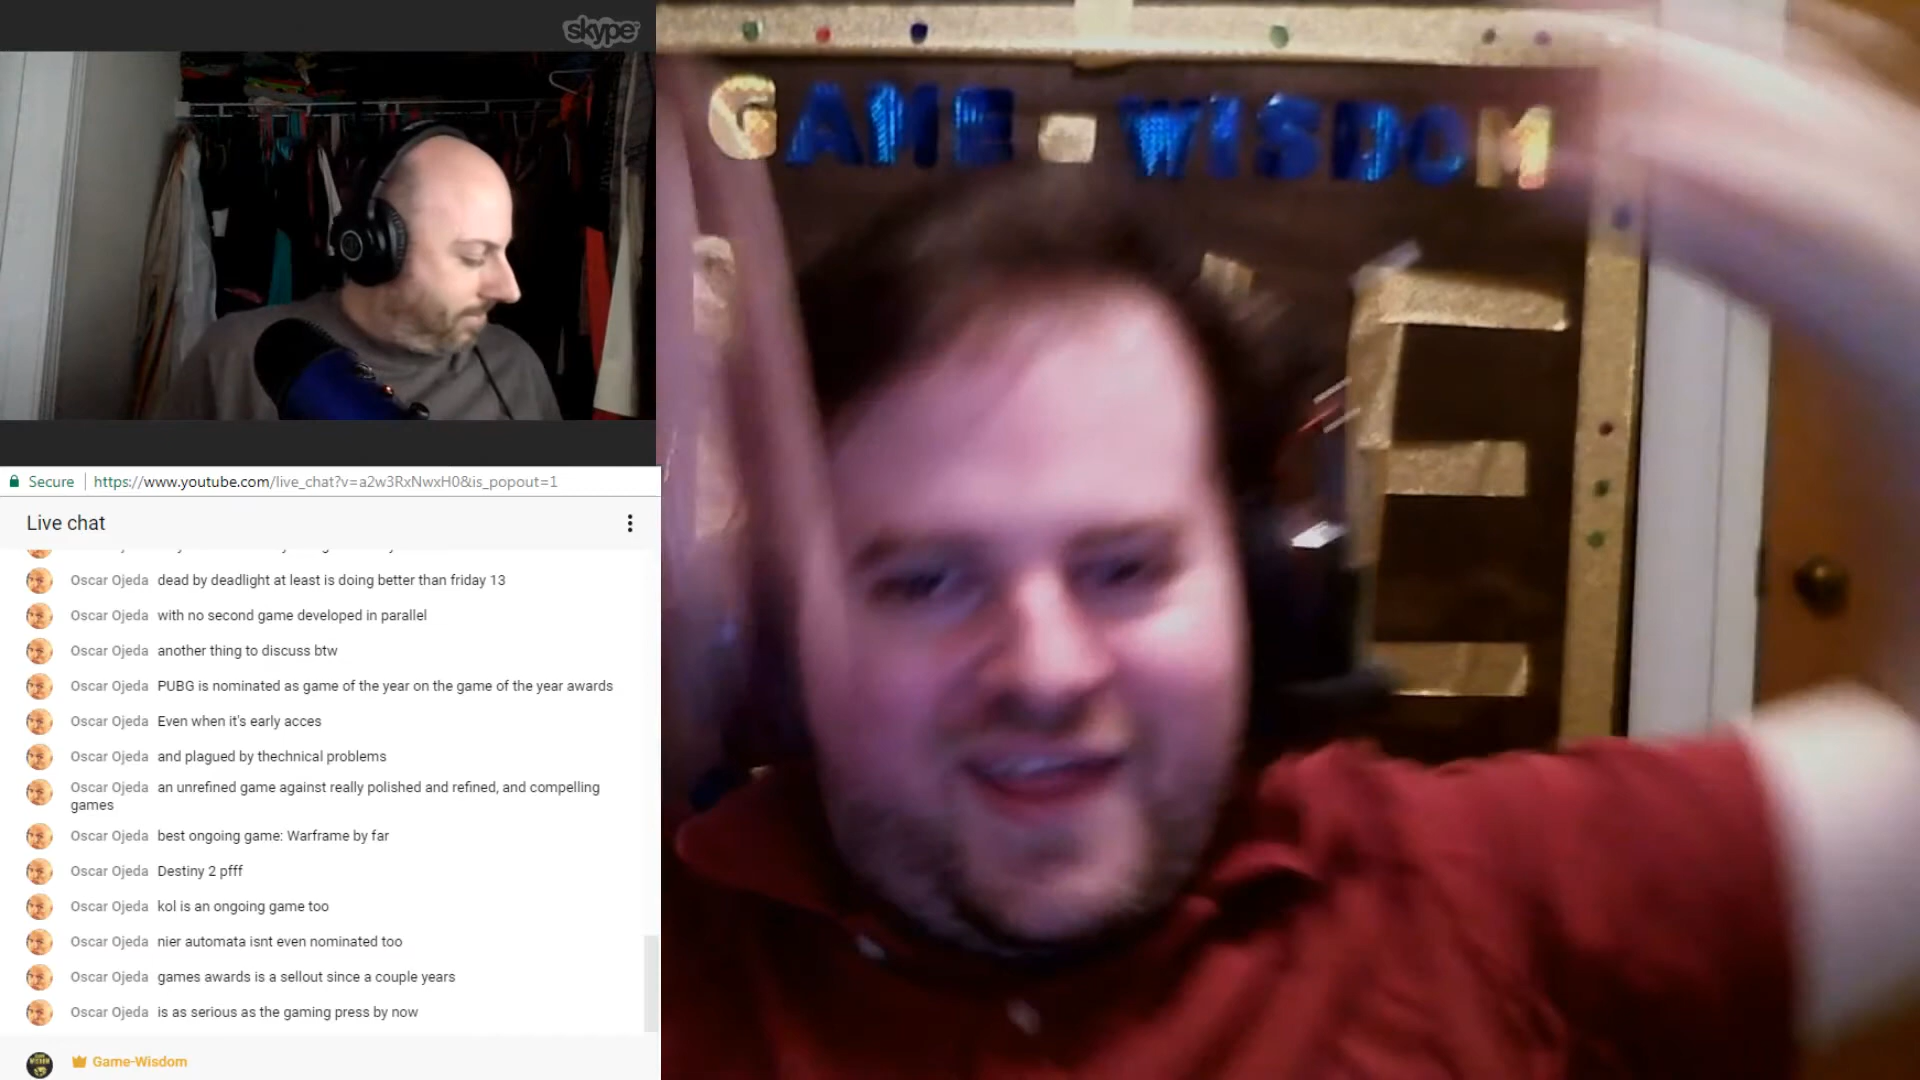 skype
GAME-WISDOM
E
Secure
https://www.youtube.com/live_chat?v=a2w3RxNwxH0&is_popout=1
Live chat
Oscar Ojeda dead by deadlight at least is doing better than friday 13
Oscar Ojeda with no second game developed in parallel
Oscar Ojeda another thing to discuss btw
Oscar Ojeda PUBG is nominated as game of the year on the game of the year awards
Oscar Ojeda Even when it's early acces
Oscar Ojeda and plagued by thechnical problems
Oscar Ojeda an unrefined game against really polished and refined, and compelling
games
Oscar Ojeda best ongoing game: Warframe by far
Oscar Ojeda Destiny 2 pfff
Oscar Ojeda kol is an ongoing game too
Oscar Ojeda nier automata isnt even nominated too
Oscar Ojeda games awards is a sellout since a couple years
Oscar Ojeda is as serious as the gaming press by now
Game-Wisdom